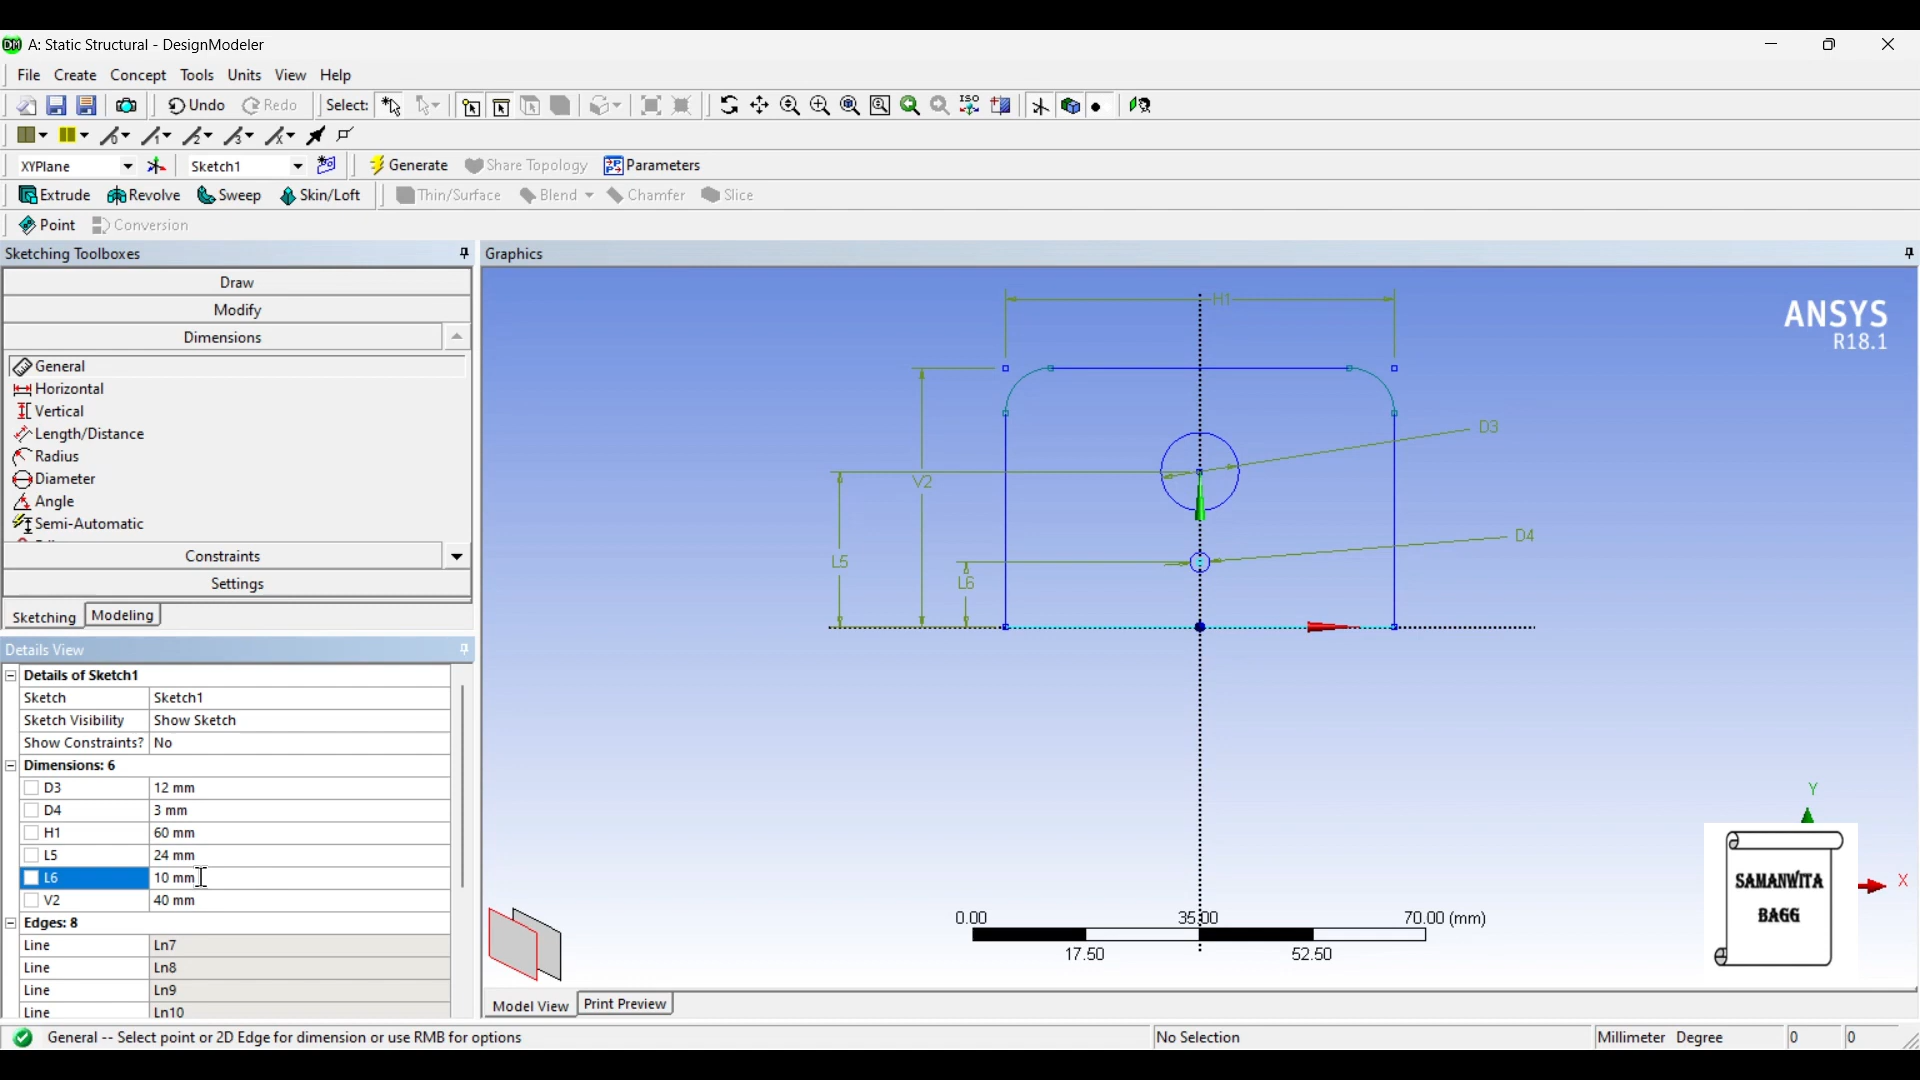 A: Static Structural - DesignModeler
File Create Concept Tools Units View Help
Undo Redo Select: ISO
XYPlane Sketch1 Generate Share Topology Parameters
Extrude Revolve Sweep Skin/Loft Thin/Surface Blend Chamfer Slice
Point Conversion
Sketching Toolboxes
Draw
Modify
Dimensions
General
Horizontal
Vertical
Length/Distance
Radius
Diameter
Angle
Semi-Automatic
Constraints
Settings
Sketching Modeling
Details View
Details of Sketch1
Sketch Sketch1
Sketch Visibility Show Sketch
Show Constraints? No
Dimensions: 6
D3 12 mm
D4 3 mm
H1 60 mm
L5 24 mm
L6 10 mm
V2 40 mm
Edges: 8
Line Ln7
Line Ln8
Line Ln9
Line Ln10
Graphics
H1
ANSYS
R18.1
D3
V2
D4
L5
L6
Y
X
SAMANWITA
BAGG
0.00 35.00 70.00 (mm)
17.50 52.50
Model View Print Preview
General -- Select point or 2D Edge for dimension or use RMB for options No Selection Millimeter Degree 0 0